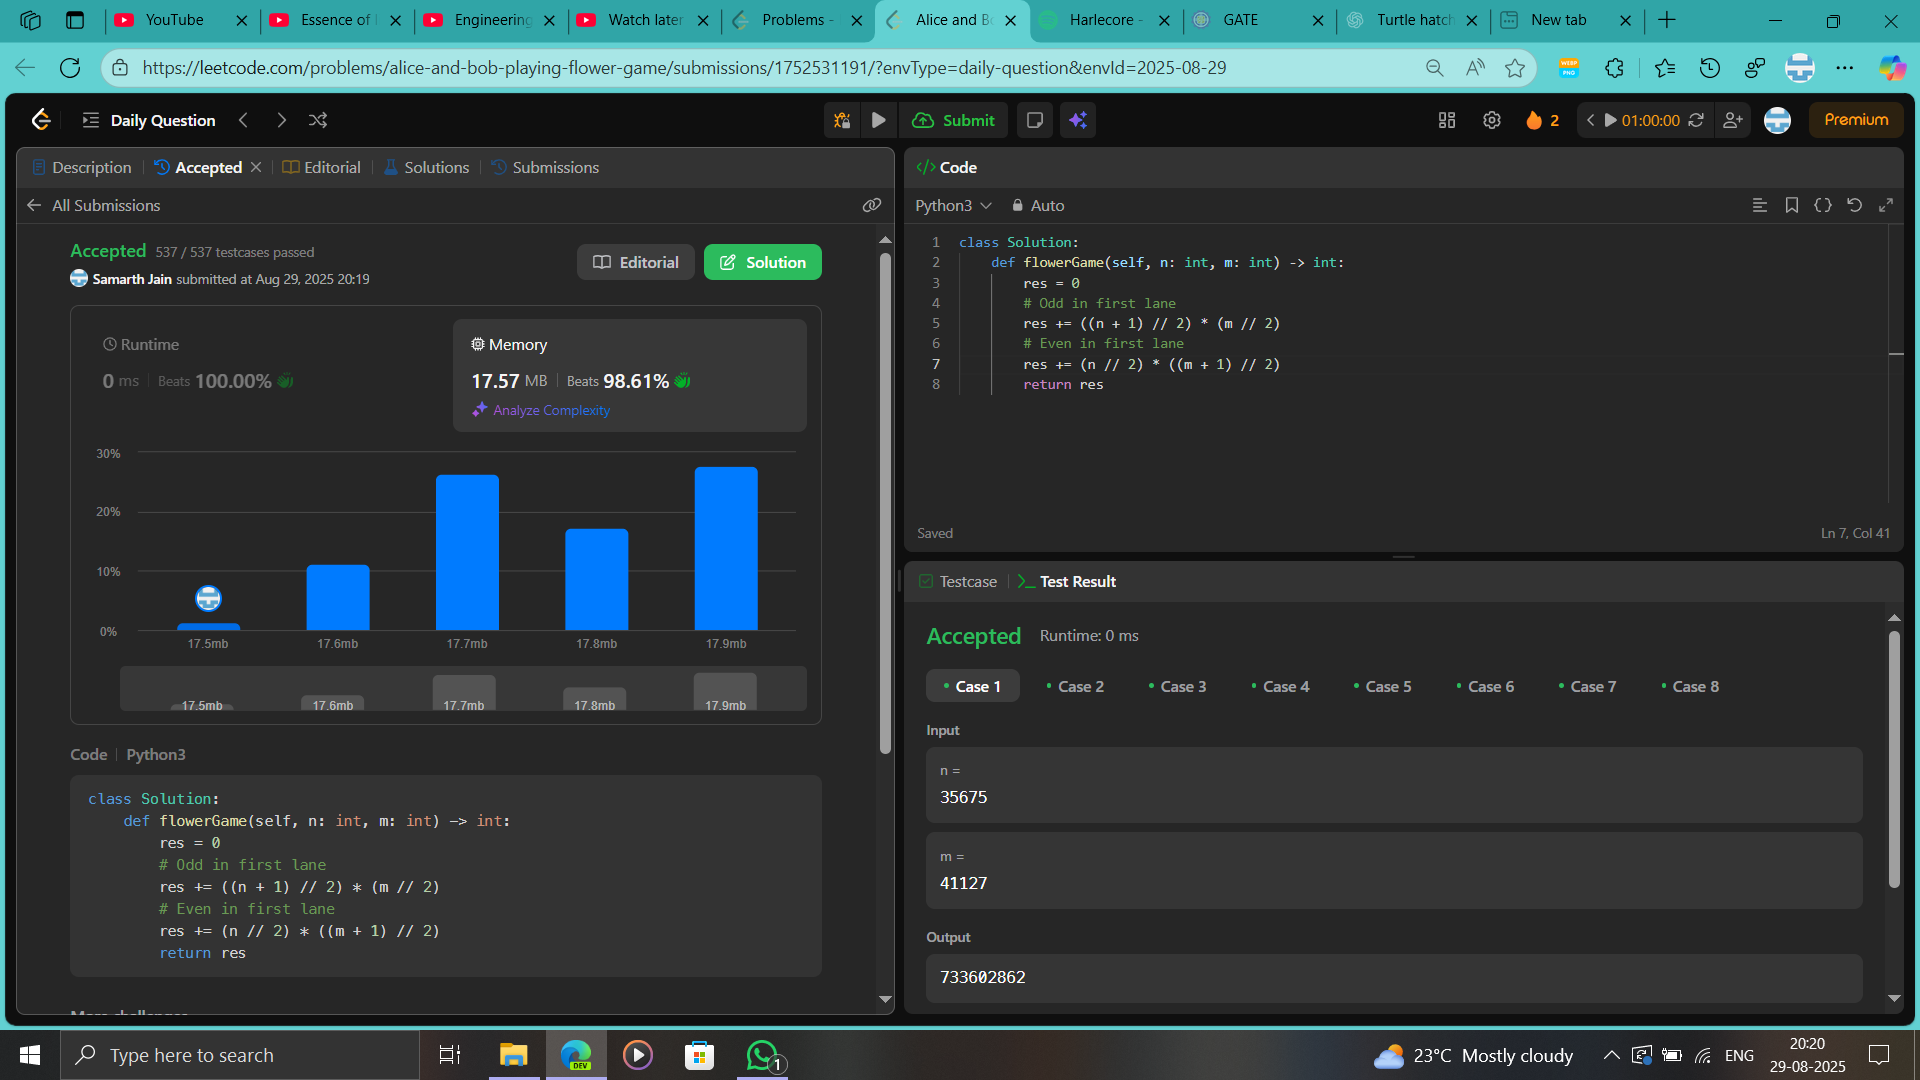 YouTube
Essence of
Engineering
Watch later
Problems -
Alice and Bo
Harlecore -
GATE
Turtle hatch
New tab
https://leetcode.com/problems/alice-and-bob-playing-flower-game/submissions/1752531191/?envType=daily-question&envId=2025-08-29
Daily Question
Submit
2
01:00:00
Premium
Description
Accepted
Editorial
Solutions
Submissions
All Submissions
Accepted 537 / 537 testcases passed
Samarth Jain submitted at Aug 29, 2025 20:19
Editorial
Solution
Runtime
0 ms Beats 100.00%
Memory
17.57 MB Beats 98.61%
Analyze Complexity
30%
20%
10%
0%
17.5mb 17.6mb 17.7mb 17.8mb 17.9mb
17.5mb 17.6mb 17.7mb 17.8mb 17.9mb
Code Python3
class Solution:
def flowerGame(self, n: int, m: int) -> int:
res = 0
# Odd in first lane
res += ((n + 1) // 2) * (m // 2)
# Even in first lane
res += (n // 2) * ((m + 1) // 2)
return res
More challenges
</> Code
Python3 Auto
1 class Solution:
2 def flowerGame(self, n: int, m: int) -> int:
3 res = 0
4 # Odd in first lane
5 res += ((n + 1) // 2) * (m // 2)
6 # Even in first lane
7 res += (n // 2) * ((m + 1) // 2)
8 return res
Saved
Ln 7, Col 41
Testcase
Test Result
Accepted Runtime: 0 ms
Case 1 Case 2 Case 3 Case 4 Case 5 Case 6 Case 7 Case 8
Input
n =
35675
m =
41127
Output
733602862
Type here to search
DEV
1
23°C Mostly cloudy
ENG
20:20
29-08-2025